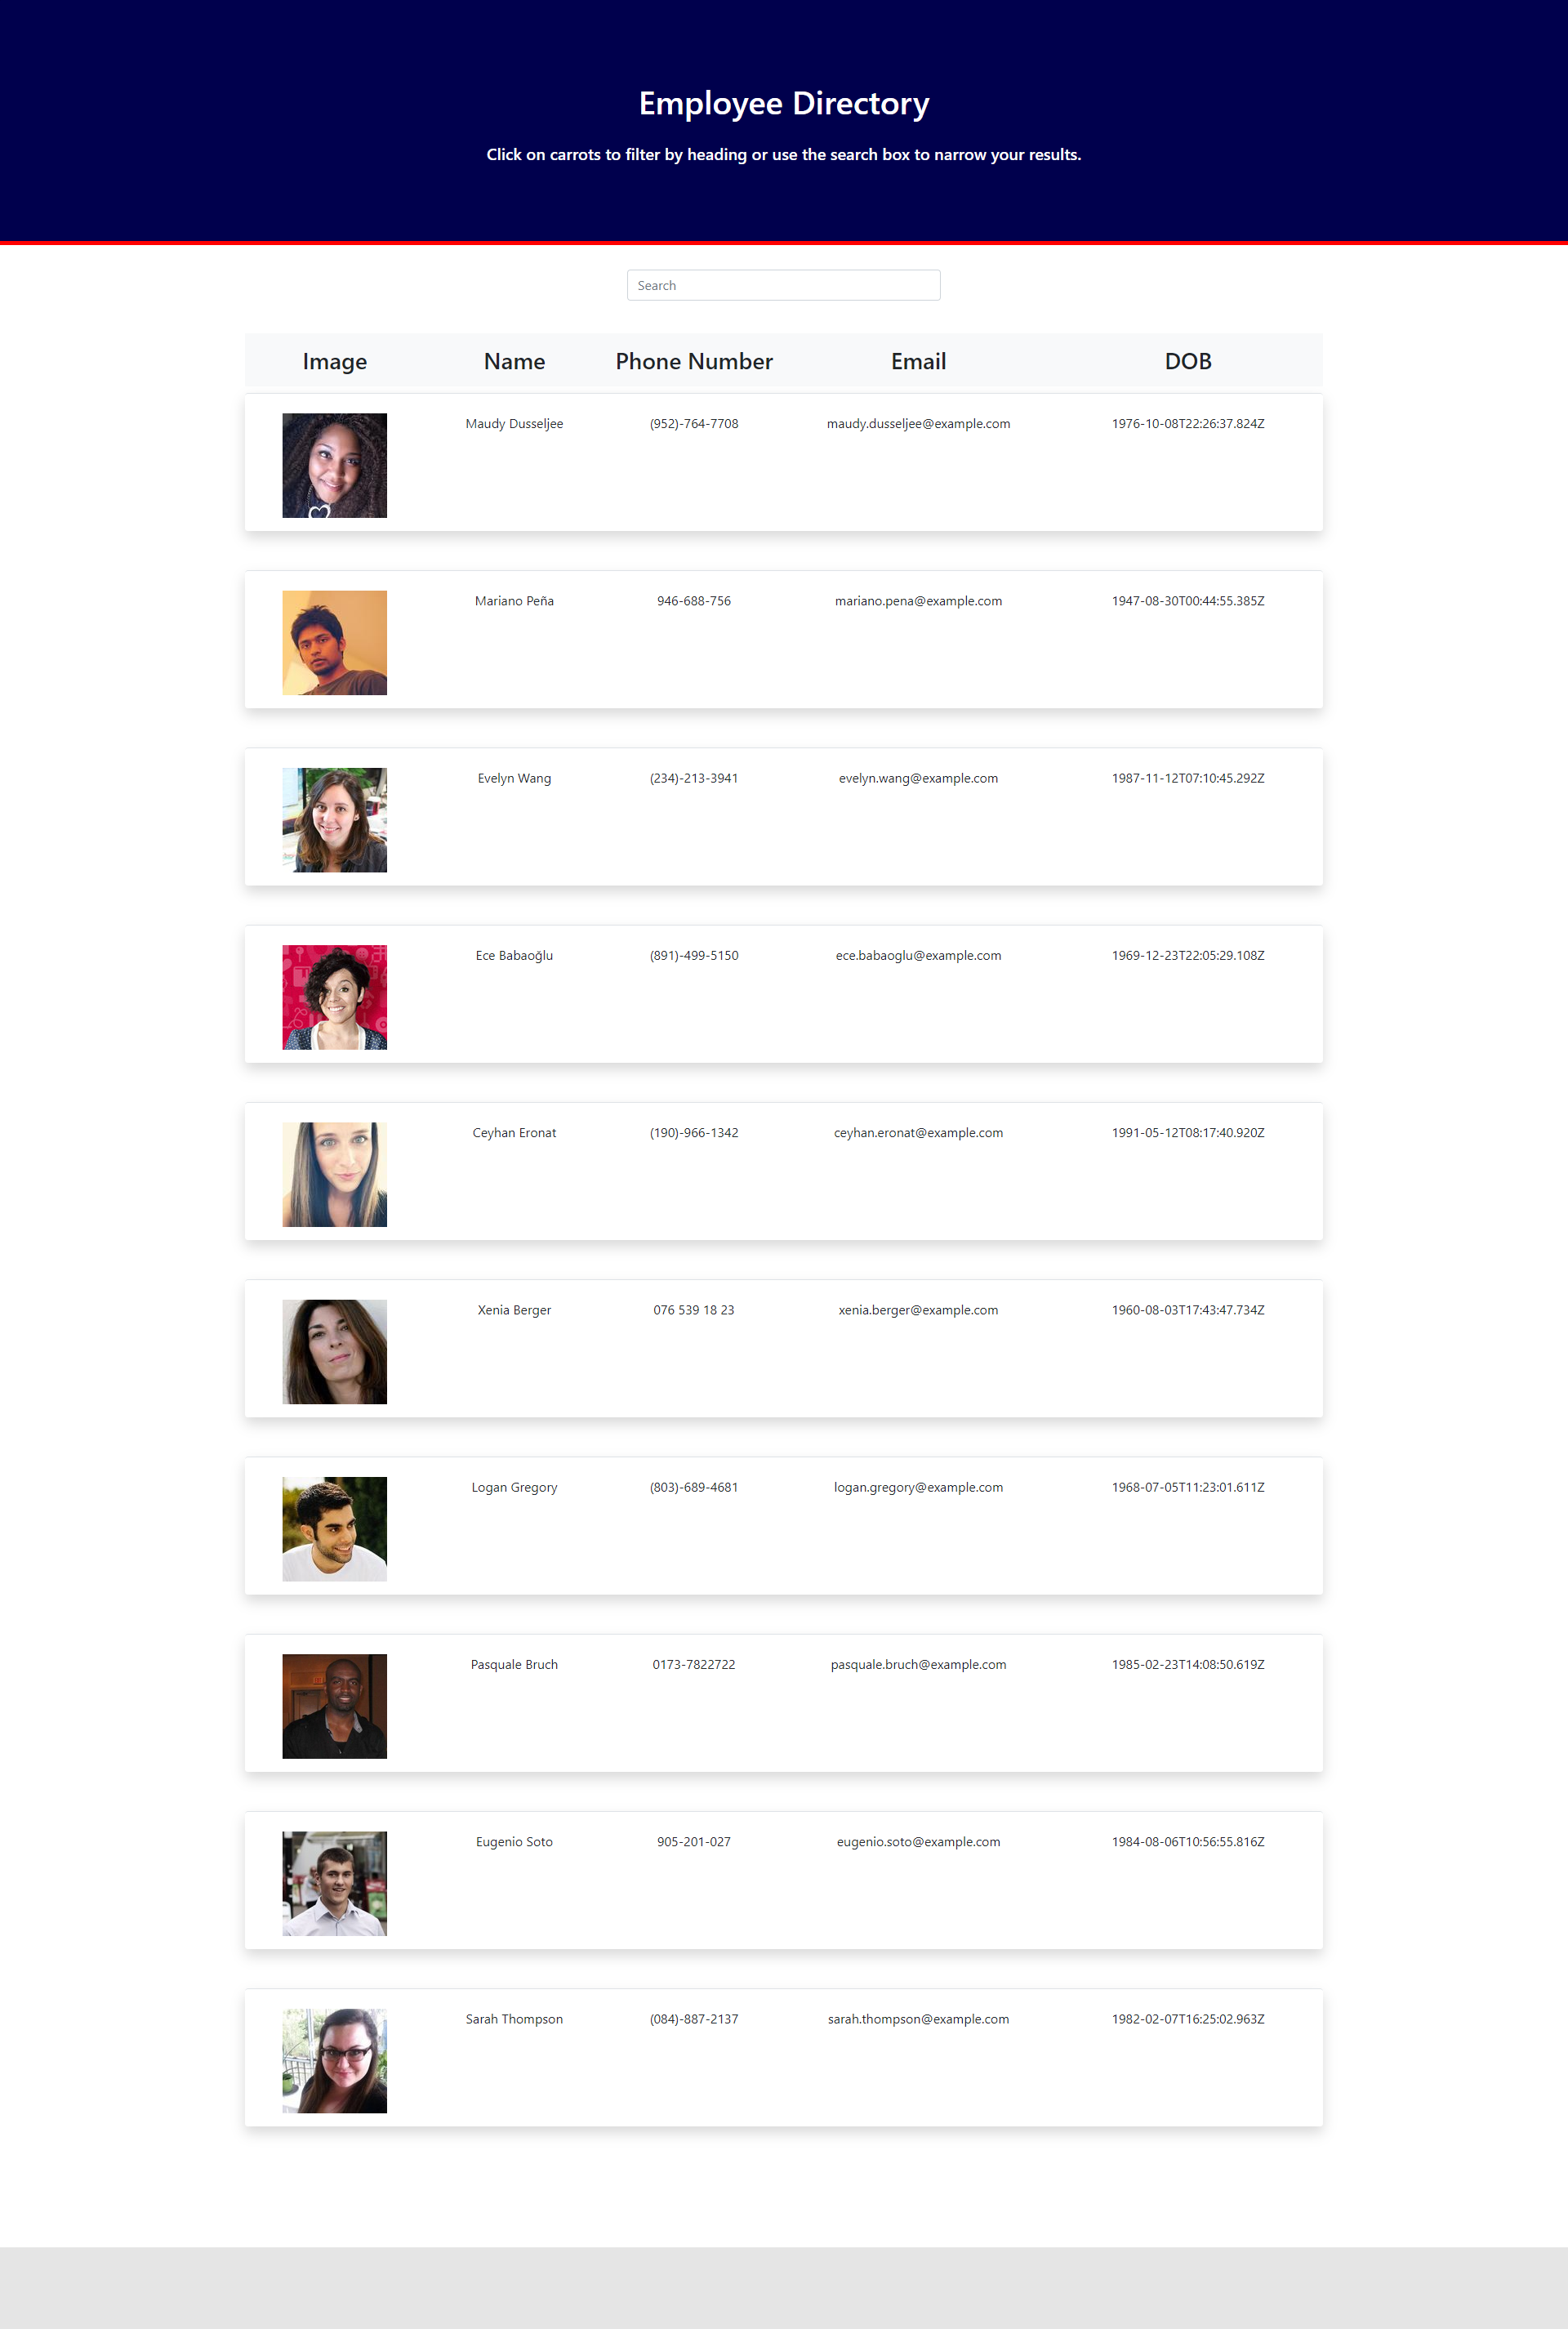 Employee Directory
Click on carrots to filter by heading or use the search box to narrow your results.
Search
Image Name Phone Number Email DOB
Maudy Dusseljee (952)-764-7708 maudy.dusseljee@example.com 1976-10-08T22:26:37.824Z
Mariano Peña 946-688-756 mariano.pena@example.com 1947-08-30T00:44:55.385Z
Evelyn Wang (234)-213-3941 evelyn.wang@example.com 1987-11-12T07:10:45.292Z
Ece Babaoğlu (891)-499-5150 ece.babaoglu@example.com 1969-12-23T22:05:29.108Z
Ceyhan Eronat (190)-966-1342 ceyhan.eronat@example.com 1991-05-12T08:17:40.920Z
Xenia Berger 076 539 18 23 xenia.berger@example.com 1960-08-03T17:43:47.734Z
Logan Gregory (803)-689-4681 logan.gregory@example.com 1968-07-05T11:23:01.611Z
Pasquale Bruch 0173-7822722 pasquale.bruch@example.com 1985-02-23T14:08:50.619Z
Eugenio Soto 905-201-027 eugenio.soto@example.com 1984-08-06T10:56:55.816Z
Sarah Thompson (084)-887-2137 sarah.thompson@example.com 1982-02-07T16:25:02.963Z